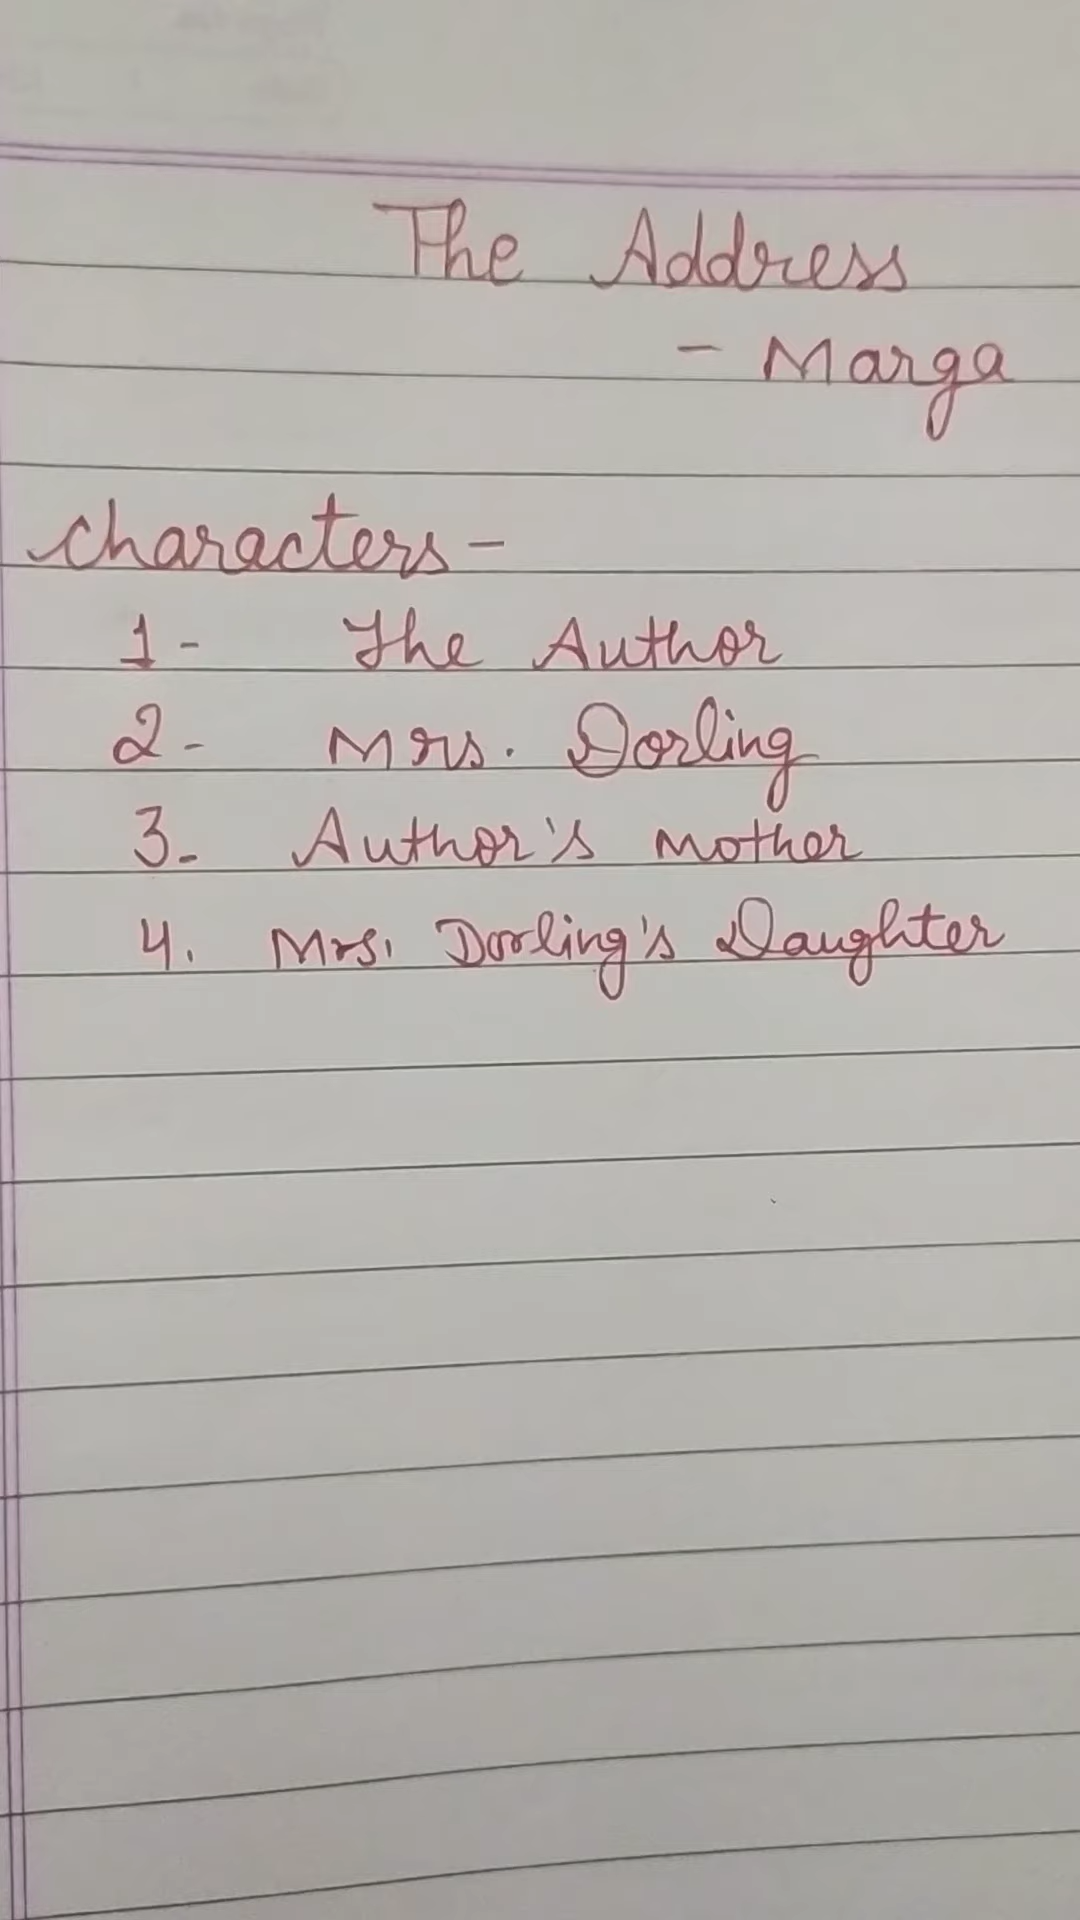 The Address
- Marga
Characters -
1- The Author
2- Mrs. Dorling
3- Author's Mother
4. Mrs. Dorling's Daughter